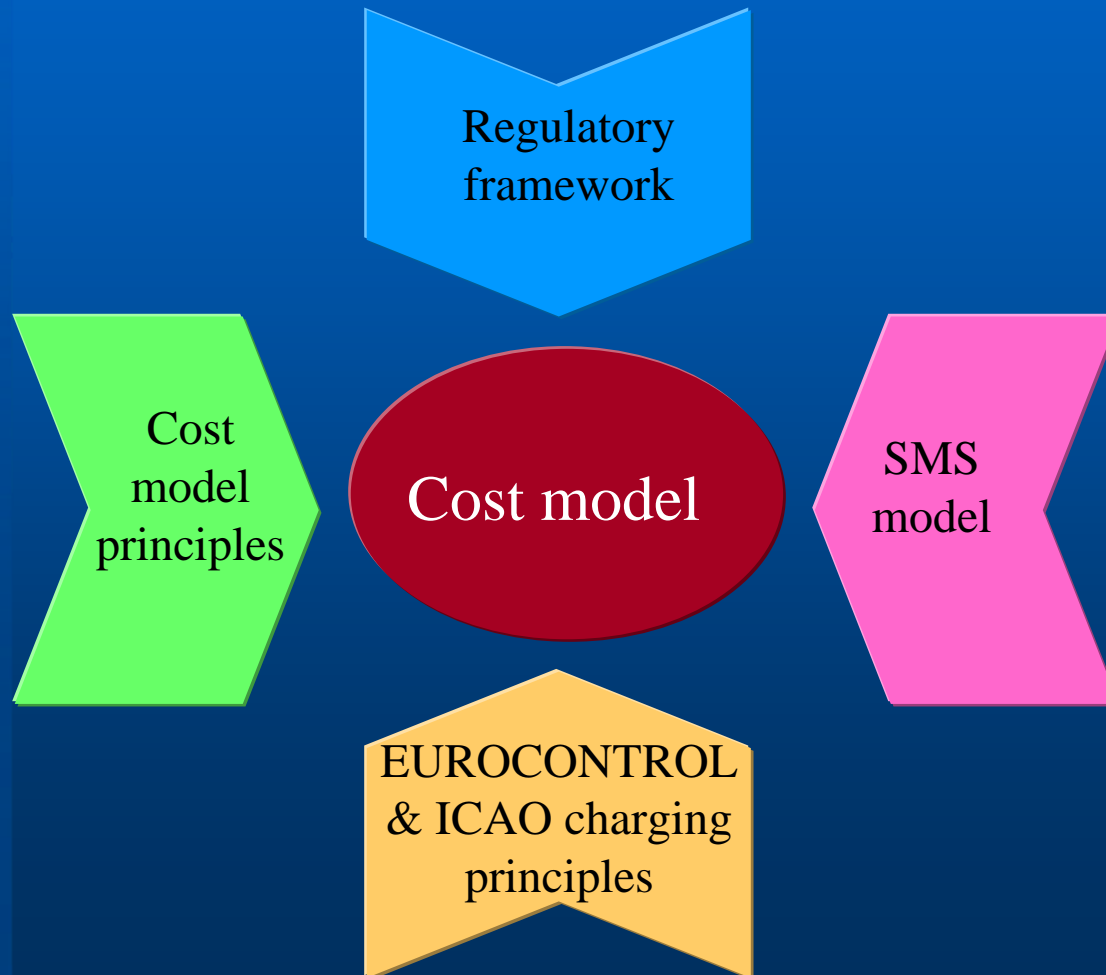 Regulatory
framework
Cost
model
principles
Cost model
SMS
model
EUROCONTROL
& ICAO charging
principles